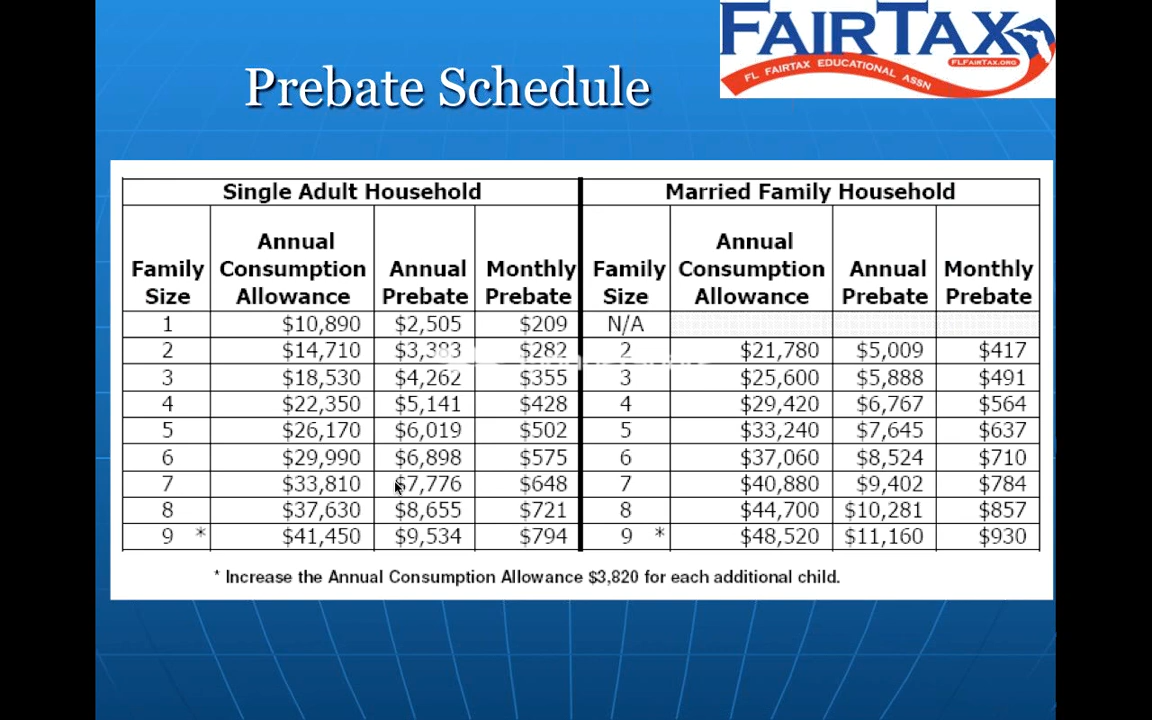 FAIRTAX
FLFAIRTAX.ORG
FL FAIRTAX EDUCATIONAL ASSN
Prebate Schedule
Single Adult Household Married Family Household
Family Size Annual Consumption Allowance Annual Prebate Monthly Prebate Family Size Annual Consumption Allowance Annual Prebate Monthly Prebate
1 $10,890 $2,505 $209 N/A
2 $14,710 $3,383 $282 2 $21,780 $5,009 $417
3 $18,530 $4,262 $355 3 $25,600 $5,888 $491
4 $22,350 $5,141 $428 4 $29,420 $6,767 $564
5 $26,170 $6,019 $502 5 $33,240 $7,645 $637
6 $29,990 $6,898 $575 6 $37,060 $8,524 $710
7 $33,810 $7,776 $648 7 $40,880 $9,402 $784
8 $37,630 $8,655 $721 8 $44,700 $10,281 $857
9 * $41,450 $9,534 $794 9 * $48,520 $11,160 $930
* Increase the Annual Consumption Allowance $3,820 for each additional child.